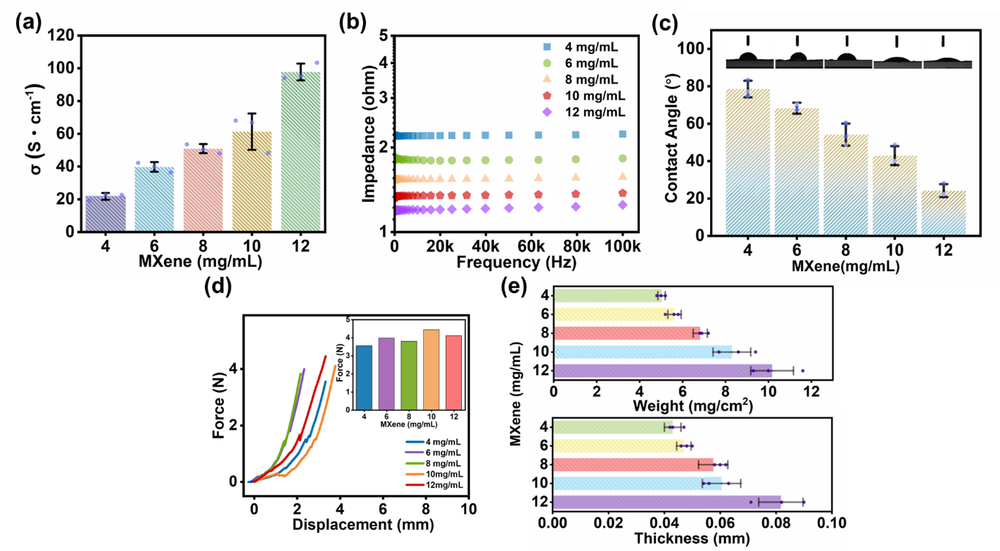 (a)
120
100
80
60
40
20
0
σ (S · cm⁻¹)
4 6 8 10 12
MXene (mg/mL)
(b)
5
4
3
2
1
Impedance (ohm)
4 mg/mL
6 mg/mL
8 mg/mL
10 mg/mL
12 mg/mL
0 20k 40k 60k 80k 100k
Frequency (Hz)
(c)
100
80
60
40
20
0
Contact Angle (°)
4 6 8 10 12
MXene(mg/mL)
(d)
4
2
0
Force (N)
5
4
3
2
1
0
Force (N)
4 6 8 10 12
MXene (mg/mL)
4 mg/mL
6 mg/mL
8 mg/mL
10mg/mL
12mg/mL
0 2 4 6 8 10
Displacement (mm)
(e)
MXene (mg/mL)
4
6
8
10
12
0 2 4 6 8 10 12
Weight (mg/cm²)
4
6
8
10
12
0.00 0.02 0.04 0.06 0.08 0.10
Thickness (mm)